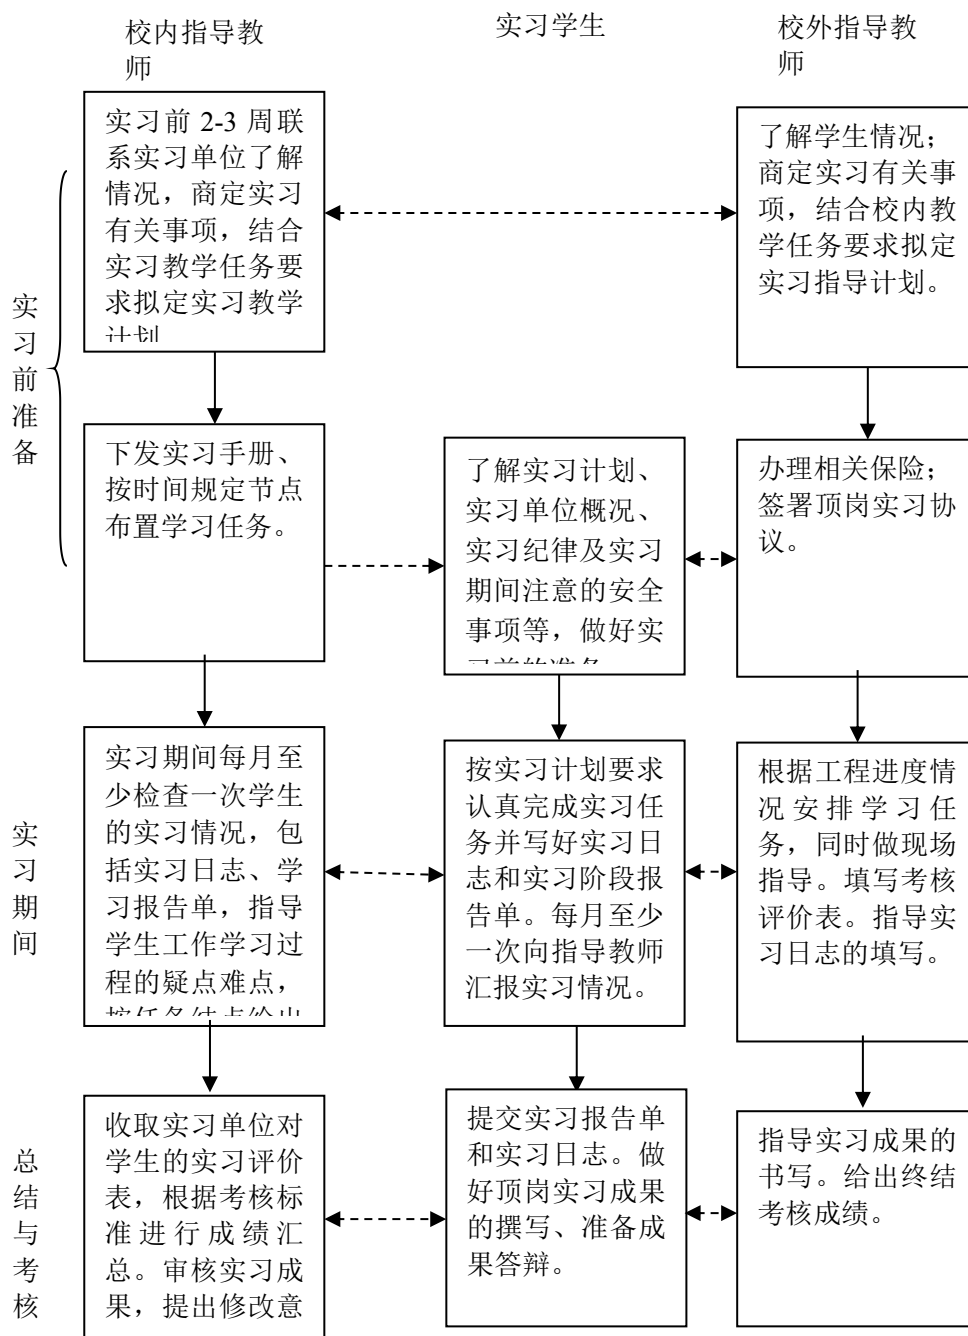 校内指导教
师
实习学生
校外指导教
师
实习前准备
实习前 2-3 周联
系实习单位了解
情况，商定实习
有关事项，结合
实习教学任务要
求拟定实习教学
计划
了解学生情况；
商定实习有关事
项，结合校内教
学任务要求拟定
实习指导计划。
下发实习手册、
按时间规定节点
布置学习任务。
了解实习计划、
实习单位概况、
实习纪律及实习
期间注意的安全
事项等，做好实
习前的准备
办理相关保险；
签署顶岗实习协
议。
实习期间
实习期间每月至
少检查一次学生
的实习情况，包
括实习日志、学
习报告单，指导
学生工作学习过
程的疑点难点，
按任务结点给出
按实习计划要求
认真完成实习任
务并写好实习日
志和实习阶段报
告单。每月至少
一次向指导教师
汇报实习情况。
根据工程进度情
况安排学习任
务，同时做现场
指导。填写考核
评价表。指导实
习日志的填写。
总结与考核
收取实习单位对
学生的实习评价
表，根据考核标
准进行成绩汇
总。审核实习成
果，提出修改意
提交实习报告单
和实习日志。做
好顶岗实习成果
的撰写、准备成
果答辩。
指导实习成果的
书写。给出终结
考核成绩。